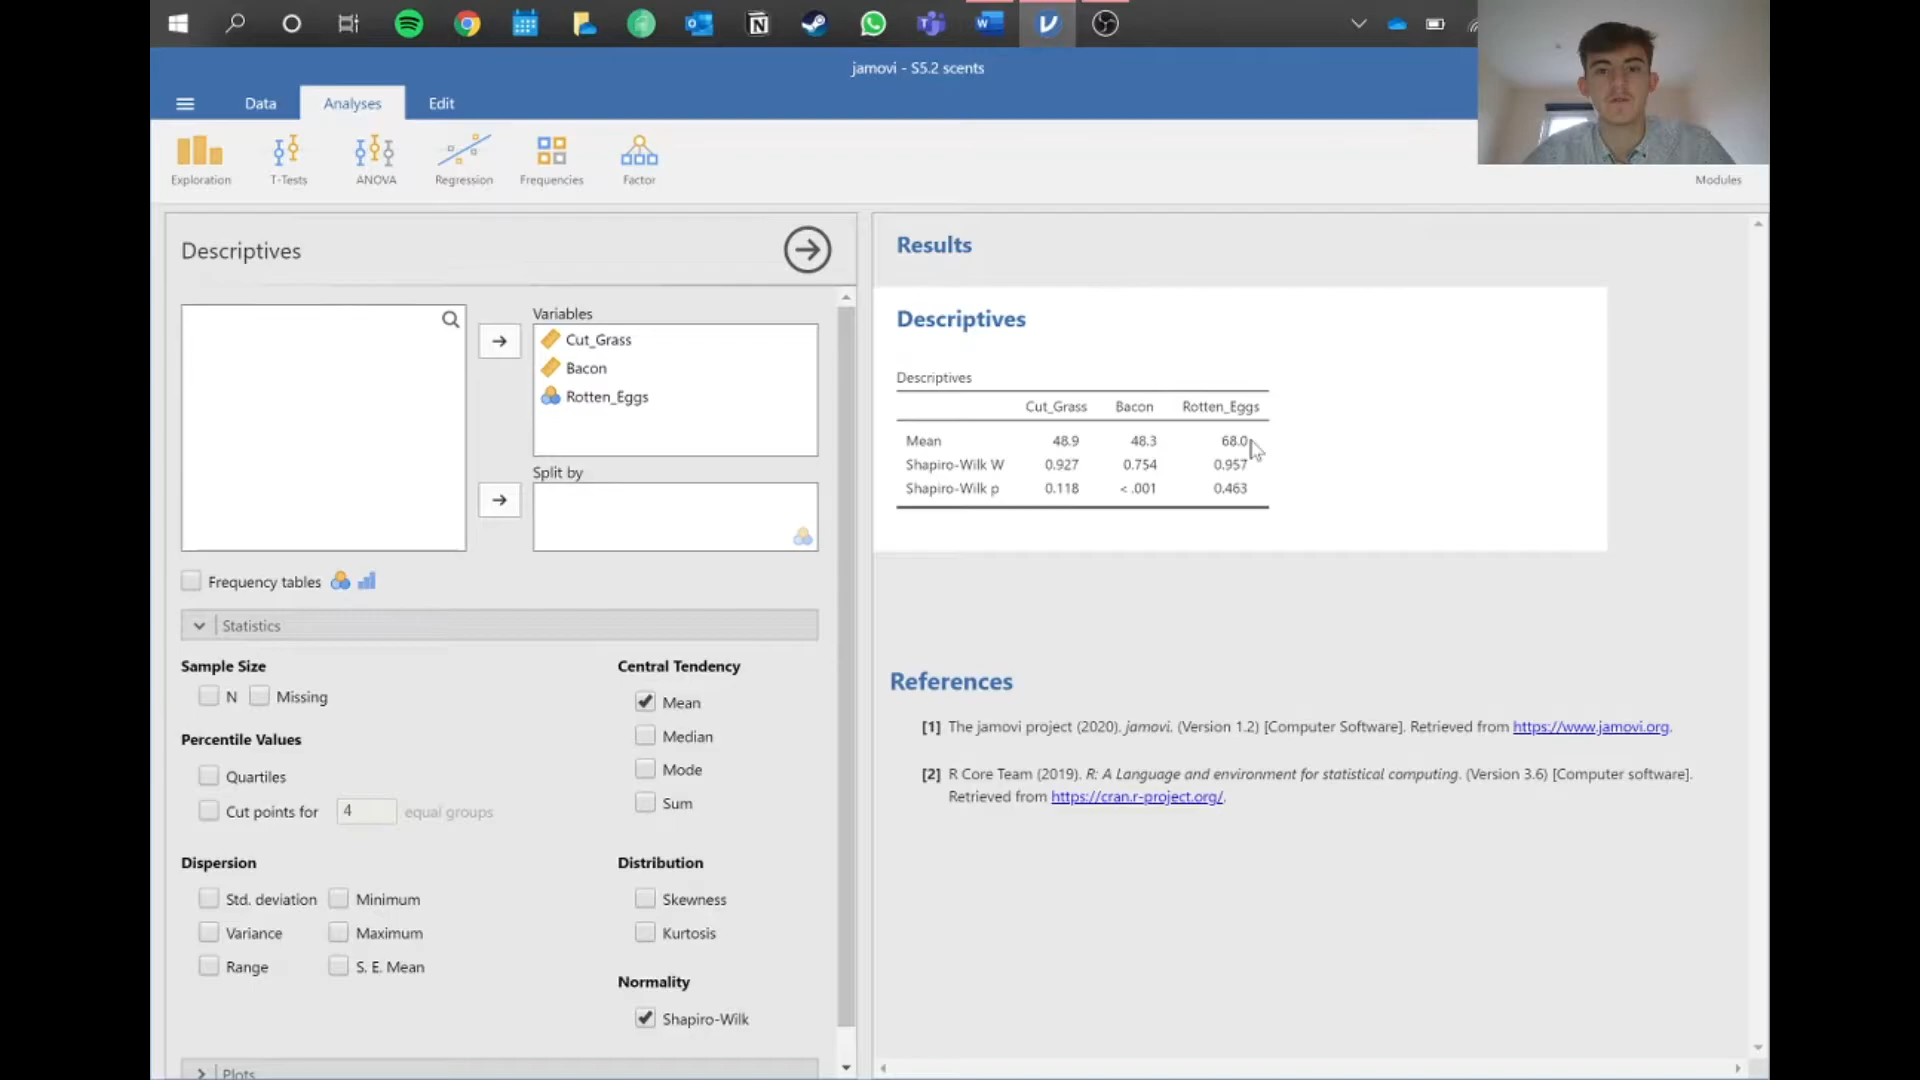 jamovi - S5.2 scents
Data
Analyses
Edit
Exploration
T-Tests
ANOVA
Regression
Frequencies
Factor
Modules
Descriptives
Variables
Cut_Grass
Bacon
Rotten_Eggs
Split by
Frequency tables
Statistics
Sample Size
N
Missing
Percentile Values
Quartiles
Cut points for 4 equal groups
Dispersion
Std. deviation
Minimum
Variance
Maximum
Range
S. E. Mean
Central Tendency
Mean
Median
Mode
Sum
Distribution
Skewness
Kurtosis
Normality
Shapiro-Wilk
Plots
Results
Descriptives
Descriptives
Cut_Grass Bacon Rotten_Eggs
Mean 48.9 48.3 68.0
Shapiro-Wilk W 0.927 0.754 0.957
Shapiro-Wilk p 0.118 < .001 0.463
References
[1] The jamovi project (2020). jamovi. (Version 1.2) [Computer Software]. Retrieved from https://www.jamovi.org.
[2] R Core Team (2019). R: A Language and environment for statistical computing. (Version 3.6) [Computer software].
Retrieved from https://cran.r-project.org/.